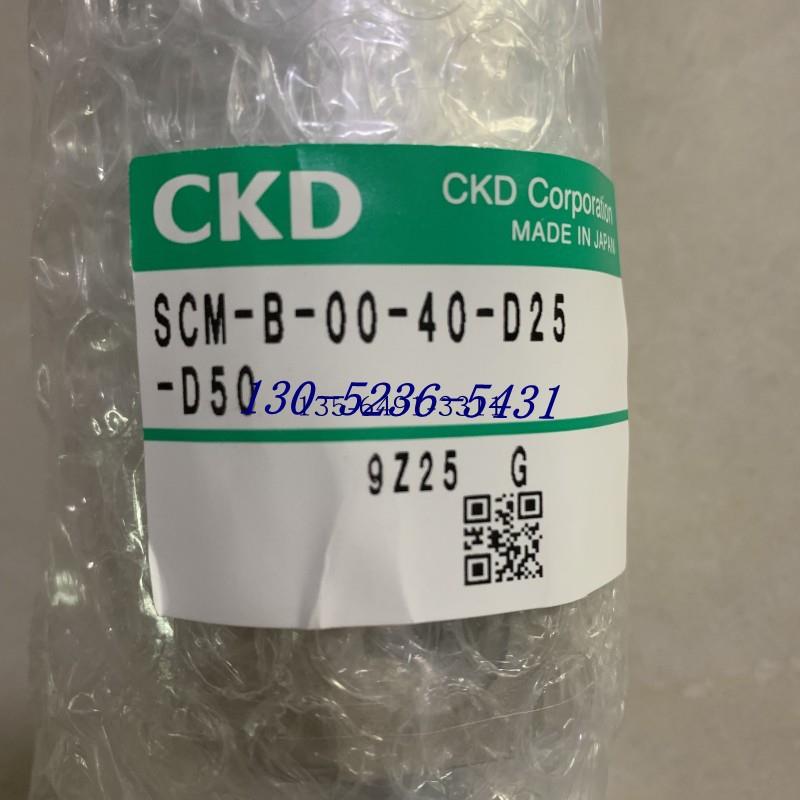 CKD
CKD Corporation
MADE IN JAPAN
SCM-B-00-40-D25
-D50
130-5236-5431
9Z25 G